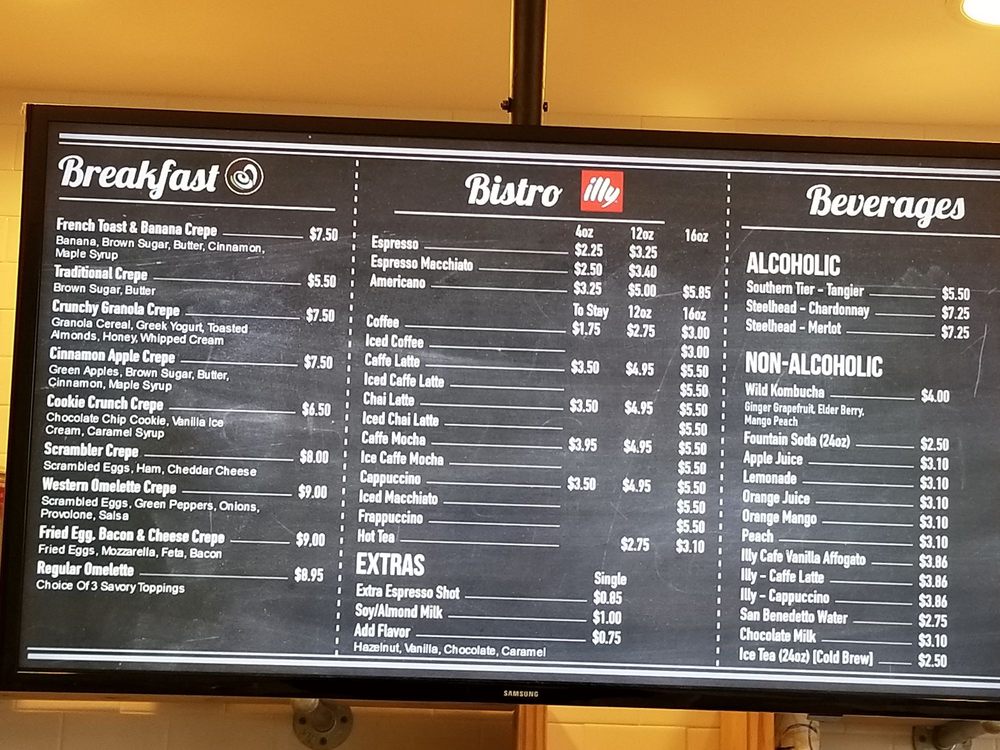 Breakfast
French Toast & Banana Crepe $7.50
Banana, Brown Sugar, Butter, Cinnamon,
Maple Syrup
Traditional Crepe $5.50
Brown Sugar, Butter
Crunchy Granola Crepe $7.50
Granola Cereal, Greek Yogurt, Toasted
Almonds, Honey, Whipped Cream
Cinnamon Apple Crepe $7.50
Green Apples, Brown Sugar, Butter,
Cinnamon, Maple Syrup
Cookie Crunch Crepe $6.50
Chocolate Chip Cookie, Vanilla Ice
Cream, Caramel Syrup
Scrambler Crepe $8.00
Scrambled Eggs, Ham, Cheddar Cheese
Western Omelette Crepe $9.00
Scrambled Eggs, Green Peppers, Onions,
Provolone, Salsa
Fried Egg. Bacon & Cheese Crepe $9.00
Fried Eggs, Mozzarella, Feta, Bacon
Regular Omelette $8.95
Choice Of 3 Savory Toppings
Bistro illy
4oz 12oz 16oz
Espresso $2.25 $3.25
Espresso Macchiato $2.50 $3.40
Americano $3.25 $5.00 $5.85
To Stay 12oz 16oz
Coffee $1.75 $2.75 $3.00
Iced Coffee $3.00
Caffe Latte $3.50 $4.95 $5.50
Iced Caffe Latte $5.50
Chai Latte $3.50 $4.95 $5.50
Iced Chai Latte $5.50
Caffe Mocha $3.95 $4.95 $5.50
Ice Caffe Mocha $5.50
Cappuccino $3.50 $4.95 $5.50
Iced Macchiato $5.50
Frappuccino $5.50
Hot Tea $2.75 $3.10
EXTRAS
Single
Extra Espresso Shot $0.85
Soy/Almond Milk $1.00
Add Flavor $0.75
Hazelnut, Vanilla, Chocolate, Caramel
Beverages
ALCOHOLIC
Southern Tier - Tangier $5.50
Steelhead - Chardonnay $7.25
Steelhead - Merlot $7.25
NON-ALCOHOLIC
Wild Kombucha $4.00
Ginger Grapefruit, Elder Berry,
Mango Peach
Fountain Soda (24oz) $2.50
Apple Juice $3.10
Lemonade $3.10
Orange Juice $3.10
Orange Mango $3.10
Peach $3.10
Illy Cafe Vanilla Affogato $3.86
Illy - Caffe Latte $3.86
Illy - Cappuccino $3.86
San Benedetto Water $2.75
Chocolate Milk $3.10
Ice Tea (24oz) [Cold Brew] $2.50
SAMSUNG